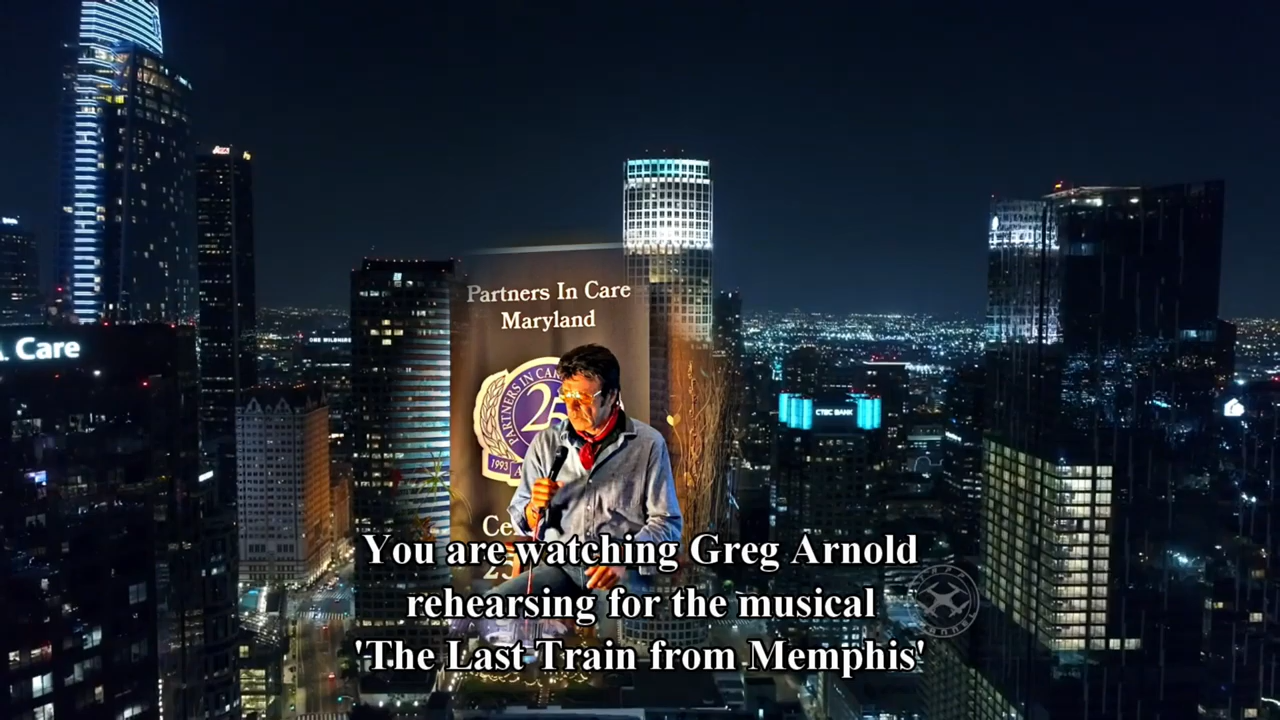 . Care
Partners In Care
Maryland
PARTNERS IN CAR
25
1993
CTBC BANK
You are watching Greg Arnold
rehearsing for the musical
'The Last Train from Memphis'